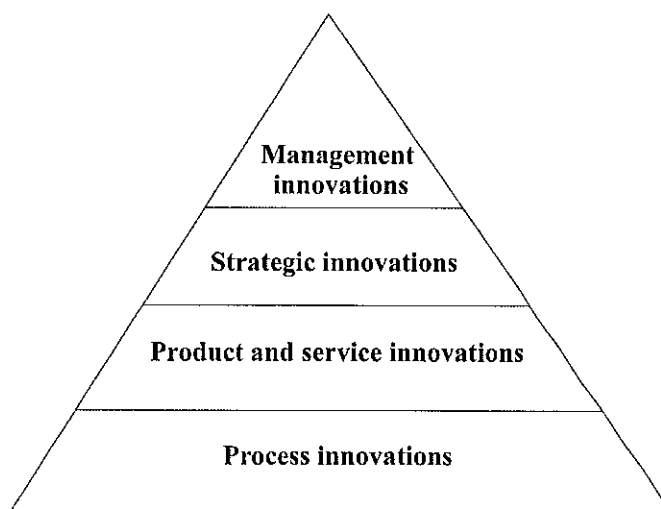 Management
innovations
Strategic innovations
Product and service innovations
Process innovations